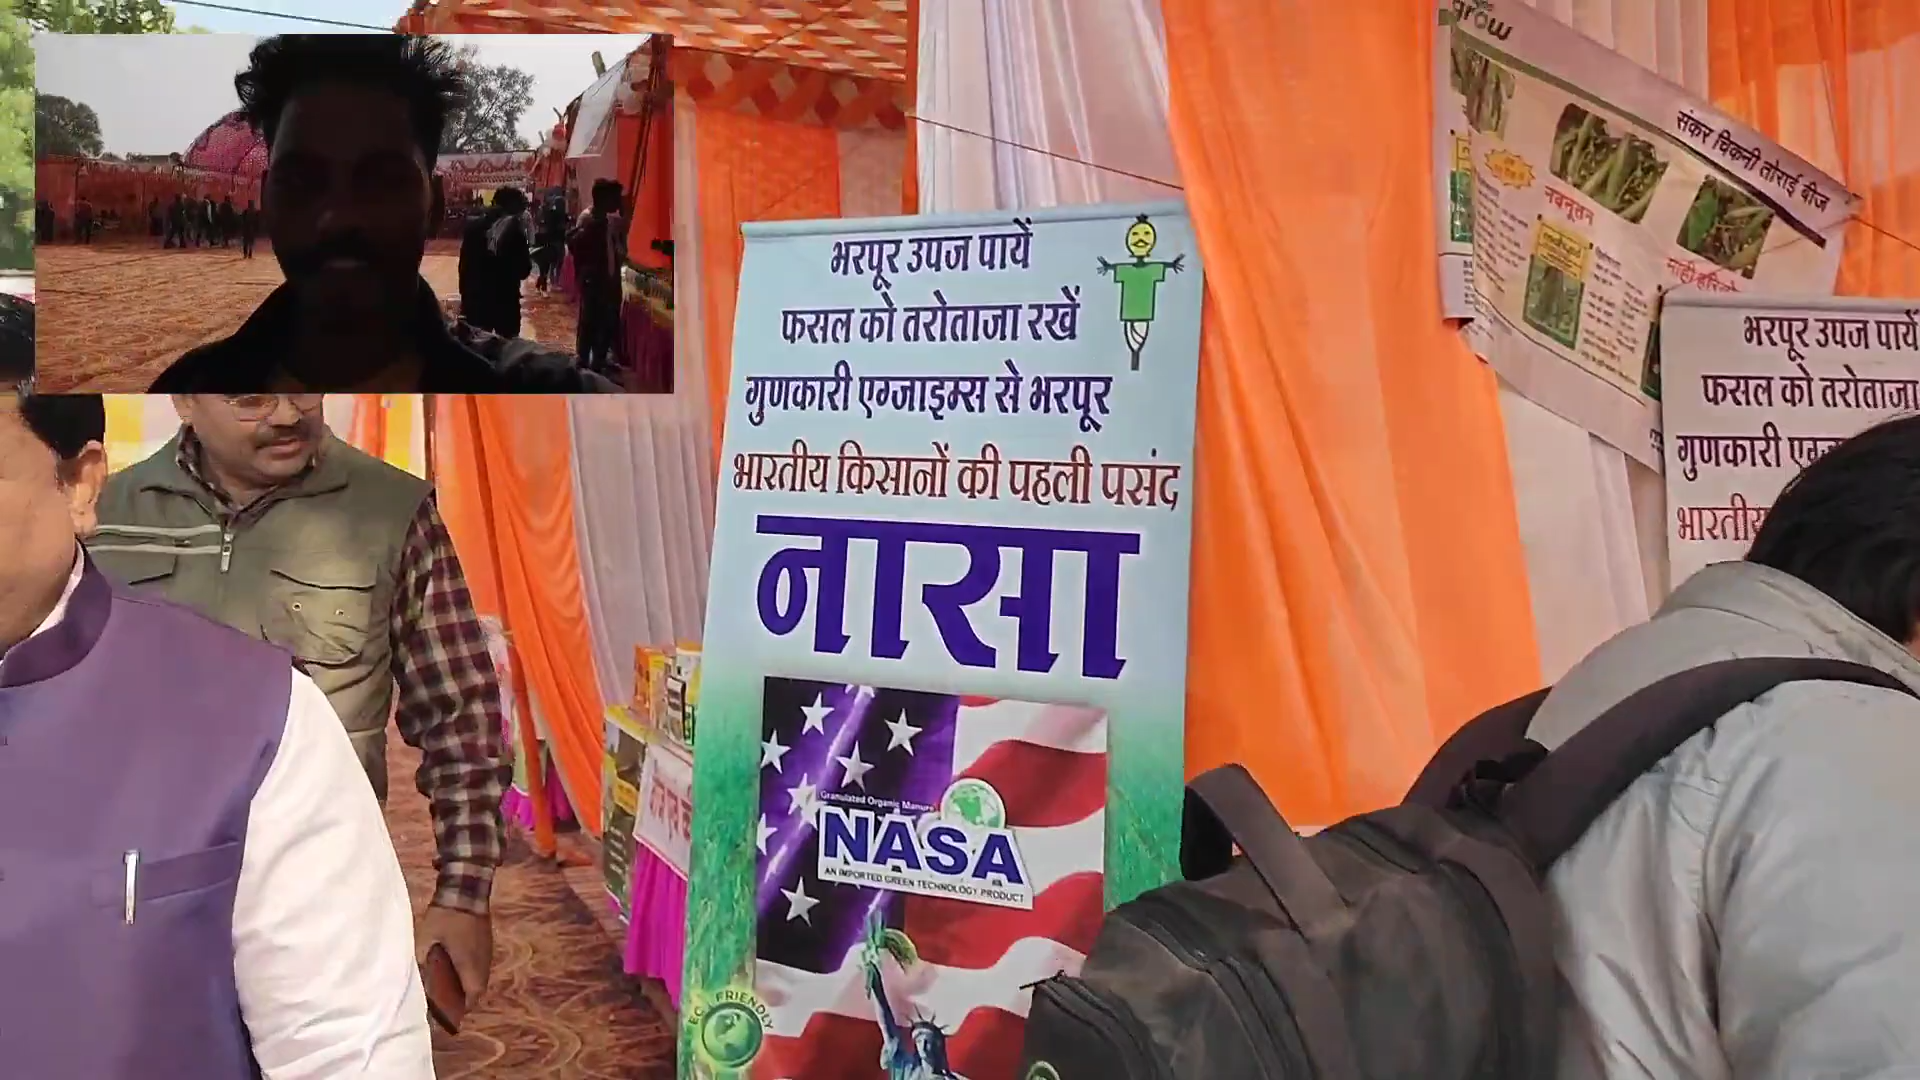 भरपूर उपज पायें
फसल को तरोताजा रखें
गुणकारी एन्जाइम्स से भरपूर
भारतीय किसानों की पहली पसंद
नासा
Granulated Organic Manure
NASA
AN IMPORTED GREEN TECHNOLOGY PRODUCT
ECO FRIENDLY
grow
संकर चिकनी तोराई बीज
नवनूतन
भरपूर उपज पायें
फसल को तरोताजा
गुणकारी
भारतीय